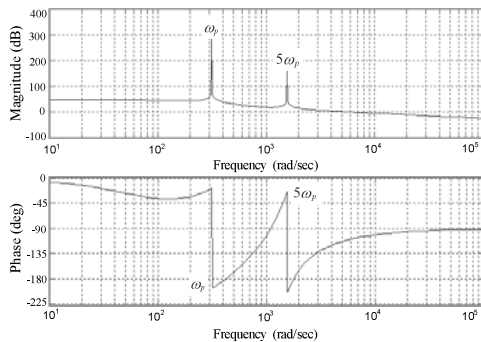 400
300
200
100
0
-100
Magnitude (dB)
ωp
5ωp
10^1
10^2
10^3
10^4
10^5
Frequency (rad/sec)
0
-45
-90
-135
-180
-225
Phase (deg)
5ωp
ωp
10^1
10^2
10^3
10^4
10^5
Frequency (rad/sec)